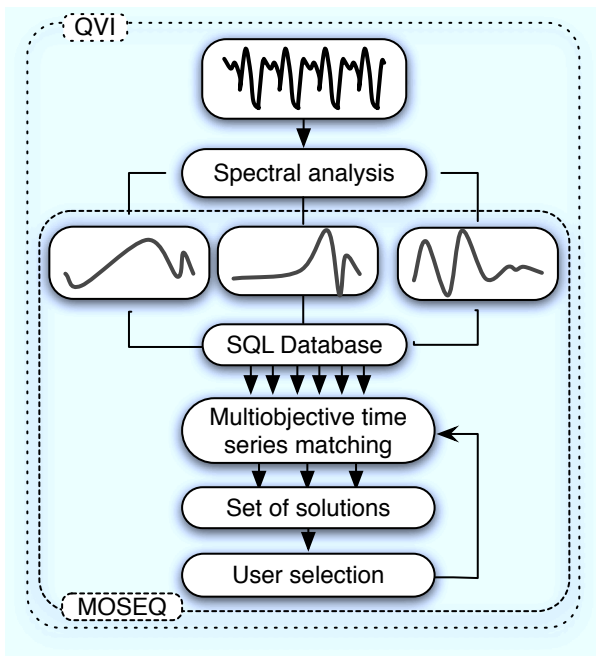 QVI
Spectral analysis
SQL Database
Multiobjective time
series matching
Set of solutions
User selection
MOSEQ